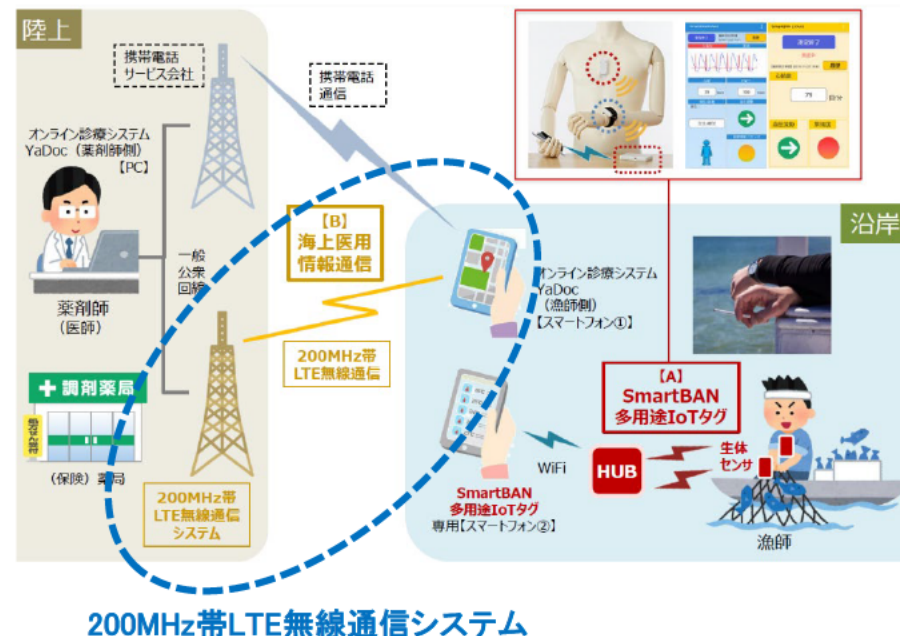 陸上
携帯電話
サービス会社
携帯電話
通信
オンライン診療システム
YaDoc(薬剤師側)
【PC】
薬剤師
(医師)
一般
公衆
回線
調剤薬局
(保険)薬局
200MHz帯
LTE無線通信
システム
【B】
海上医用
情報通信
200MHz帯
LTE無線通信
沿岸
オンライン診療システム
YaDoc
(漁師側)
【スマートフォン①】
【A】
SmartBAN
多用途IoTタグ
生体
センサ
HUB
WiFi
SmartBAN
多用途IoTタグ
専用【スマートフォン②】
漁師
測定終了
71
200MHz帯LTE無線通信システム